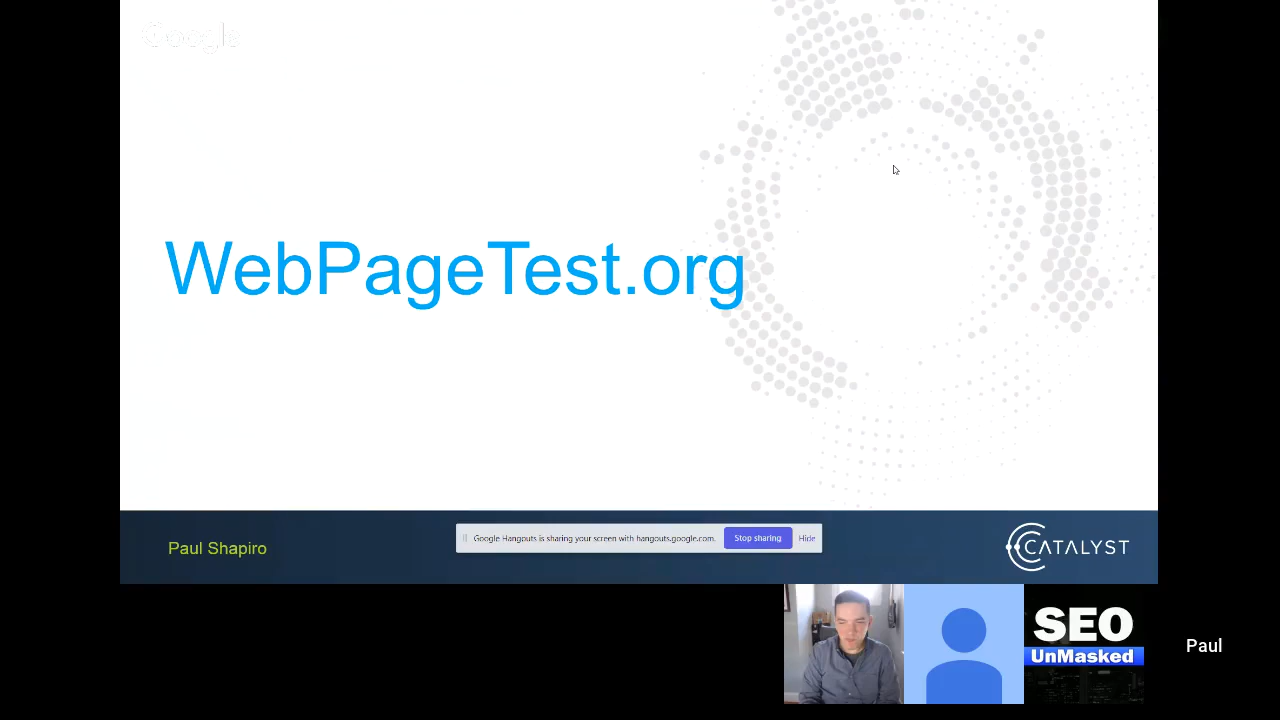 Google
WebPageTest.org
Paul Shapiro
Google Hangouts is sharing your screen with hangouts.google.com.
Stop sharing
Hide
CATALYST
SEO
UnMasked
Paul